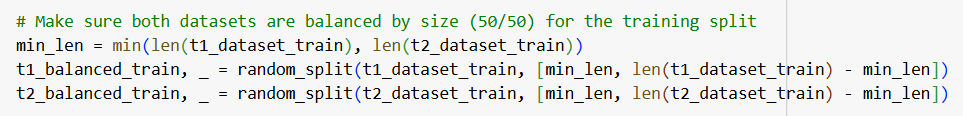 # Make sure both datasets are balanced by size (50/50) for the training split
min_len = min(len(t1_dataset_train), len(t2_dataset_train))
t1_balanced_train, _ = random_split(t1_dataset_train, [min_len, len(t1_dataset_train) - min_len])
t2_balanced_train, _ = random_split(t2_dataset_train, [min_len, len(t2_dataset_train) - min_len])